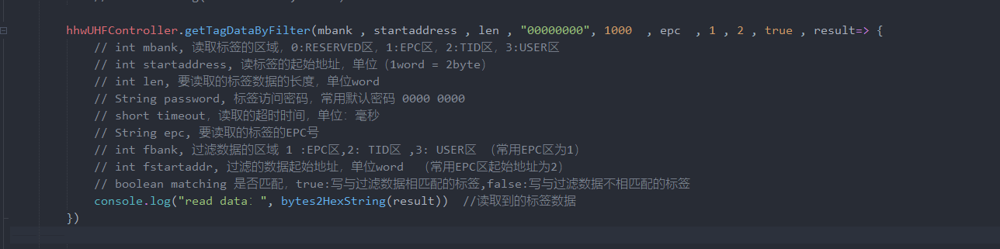 hhwUHFController.getTagDataByFilter(mbank , startaddress , len , "00000000", 1000  , epc  , 1 , 2 , true , result=> {
// int mbank, 读取标签的区域，0:RESERVED区，1:EPC区，2:TID区，3:USER区
// int startaddress, 读标签的起始地址，单位（1word = 2byte）
// int len, 要读取的标签数据的长度，单位word
// String password, 标签访问密码，常用默认密码 0000 0000
// short timeout，读取的超时时间，单位：毫秒
// String epc, 要读取的标签的EPC号
// int fbank, 过滤数据的区域 1 :EPC区,2: TID区 ,3: USER区 （常用EPC区为1）
// int fstartaddr, 过滤的数据起始地址，单位word  （常用EPC区起始地址为2）
// boolean matching 是否匹配，true:写与过滤数据相匹配的标签,false:写与过滤数据不相匹配的标签
console.log("read data：", bytes2HexString(result))  //读取到的标签数据
})